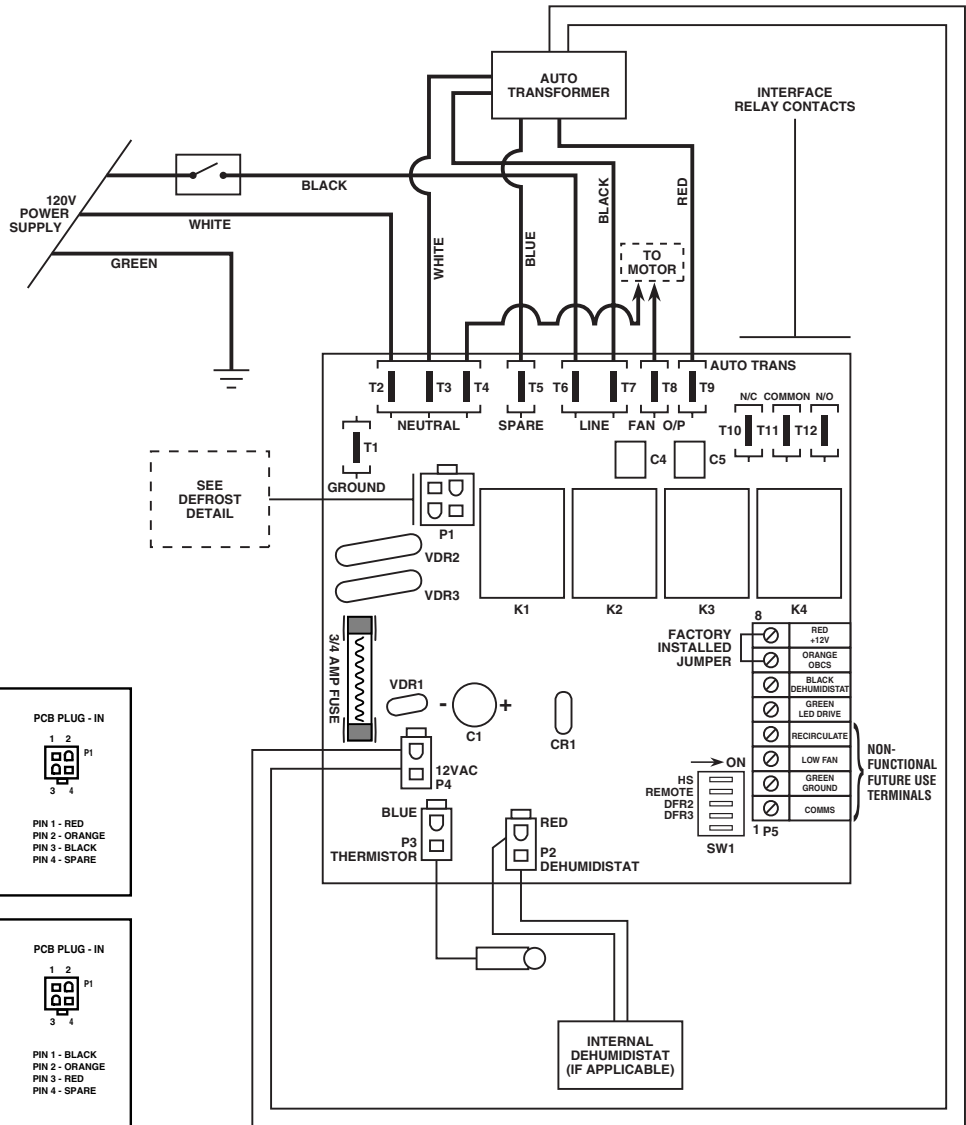 AUTO
TRANSFORMER
INTERFACE
RELAY CONTACTS
120V
POWER
SUPPLY
BLACK
WHITE
GREEN
WHITE
BLUE
BLACK
RED
TO
MOTOR
AUTO TRANS
T2
T3
T4
T5
T6
T7
T8
T9
NEUTRAL
SPARE
LINE
FAN O/P
N/C COMMON N/O
T10
T11
T12
T1
GROUND
C4
C5
SEE
DEFROST
DETAIL
P1
VDR2
VDR3
K1
K2
K3
K4
3/4 AMP FUSE
VDR1
- +
C1
CR1
FACTORY
INSTALLED
JUMPER
8
RED
+12V
ORANGE
OBCS
BLACK
DEHUMIDISTAT
GREEN
LED DRIVE
RECIRCULATE
LOW FAN
GREEN
GROUND
COMMS
1 P5
NON-
FUNCTIONAL
FUTURE USE
TERMINALS
ON
HS
REMOTE
DFR2
DFR3
SW1
12VAC
P4
BLUE
P3
THERMISTOR
RED
P2
DEHUMIDISTAT
INTERNAL
DEHUMIDISTAT
(IF APPLICABLE)
PCB PLUG - IN
1 2
P1
3 4
PIN 1 - RED
PIN 2 - ORANGE
PIN 3 - BLACK
PIN 4 - SPARE
PCB PLUG - IN
1 2
P1
3 4
PIN 1 - BLACK
PIN 2 - ORANGE
PIN 3 - RED
PIN 4 - SPARE